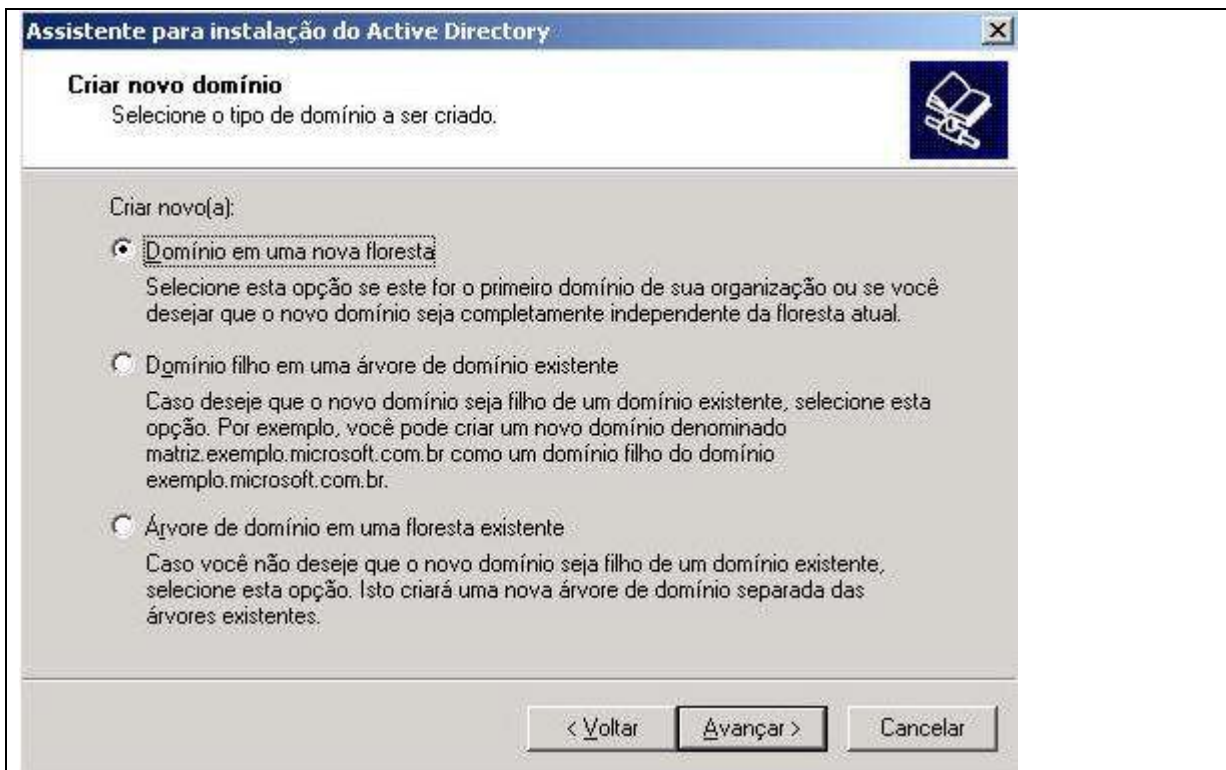 Assistente para instalação do Active Directory
Criar novo domínio
Selecione o tipo de domínio a ser criado.
Criar novo(a):
Domínio em uma nova floresta
Selecione esta opção se este for o primeiro domínio de sua organização ou se você
desejar que o novo domínio seja completamente independente da floresta atual.
Domínio filho em uma árvore de domínio existente
Caso deseje que o novo domínio seja filho de um domínio existente, selecione esta
opção. Por exemplo, você pode criar um novo domínio denominado
matriz.exemplo.microsoft.com.br como um domínio filho do domínio
exemplo.microsoft.com.br.
Árvore de domínio em uma floresta existente
Caso você não deseje que o novo domínio seja filho de um domínio existente,
selecione esta opção. Isto criará uma nova árvore de domínio separada das
árvores existentes.
< Voltar Avançar > Cancelar